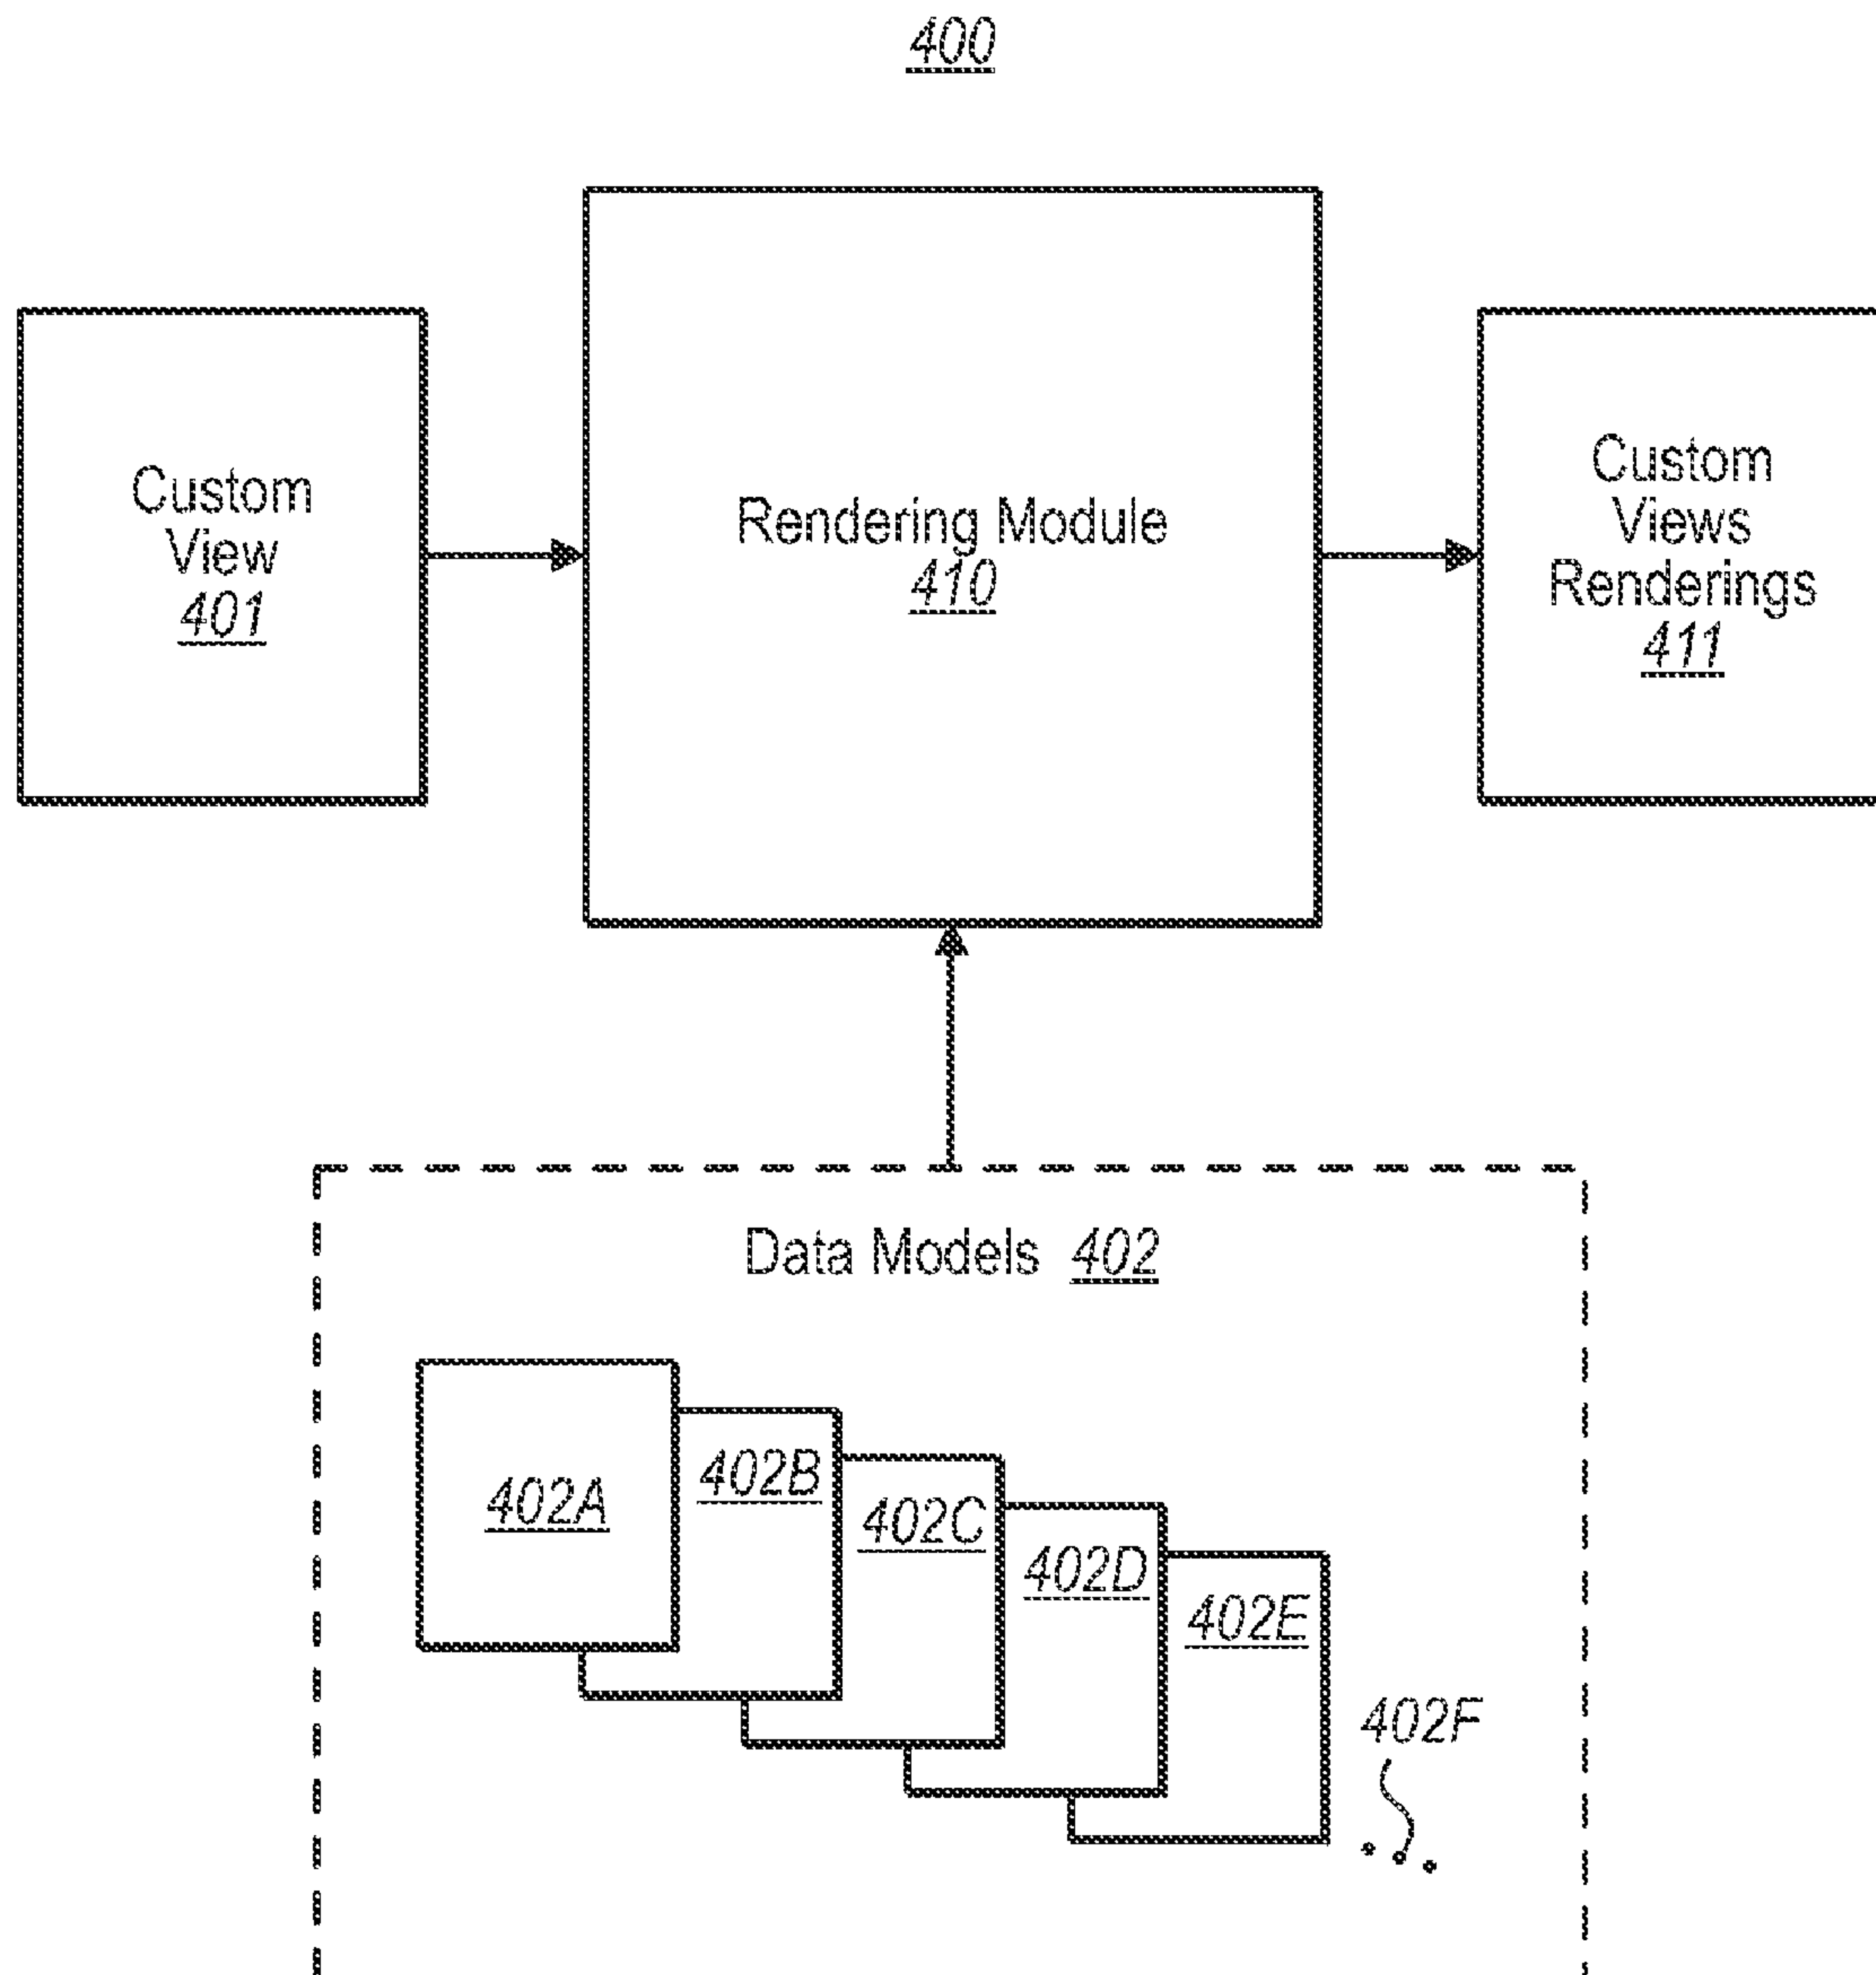 400
Custom
View
401
Rendering Module
410
Custom
Views
Renderings
411
Data Models 402
402A
402B
402C
402D
402E
402F